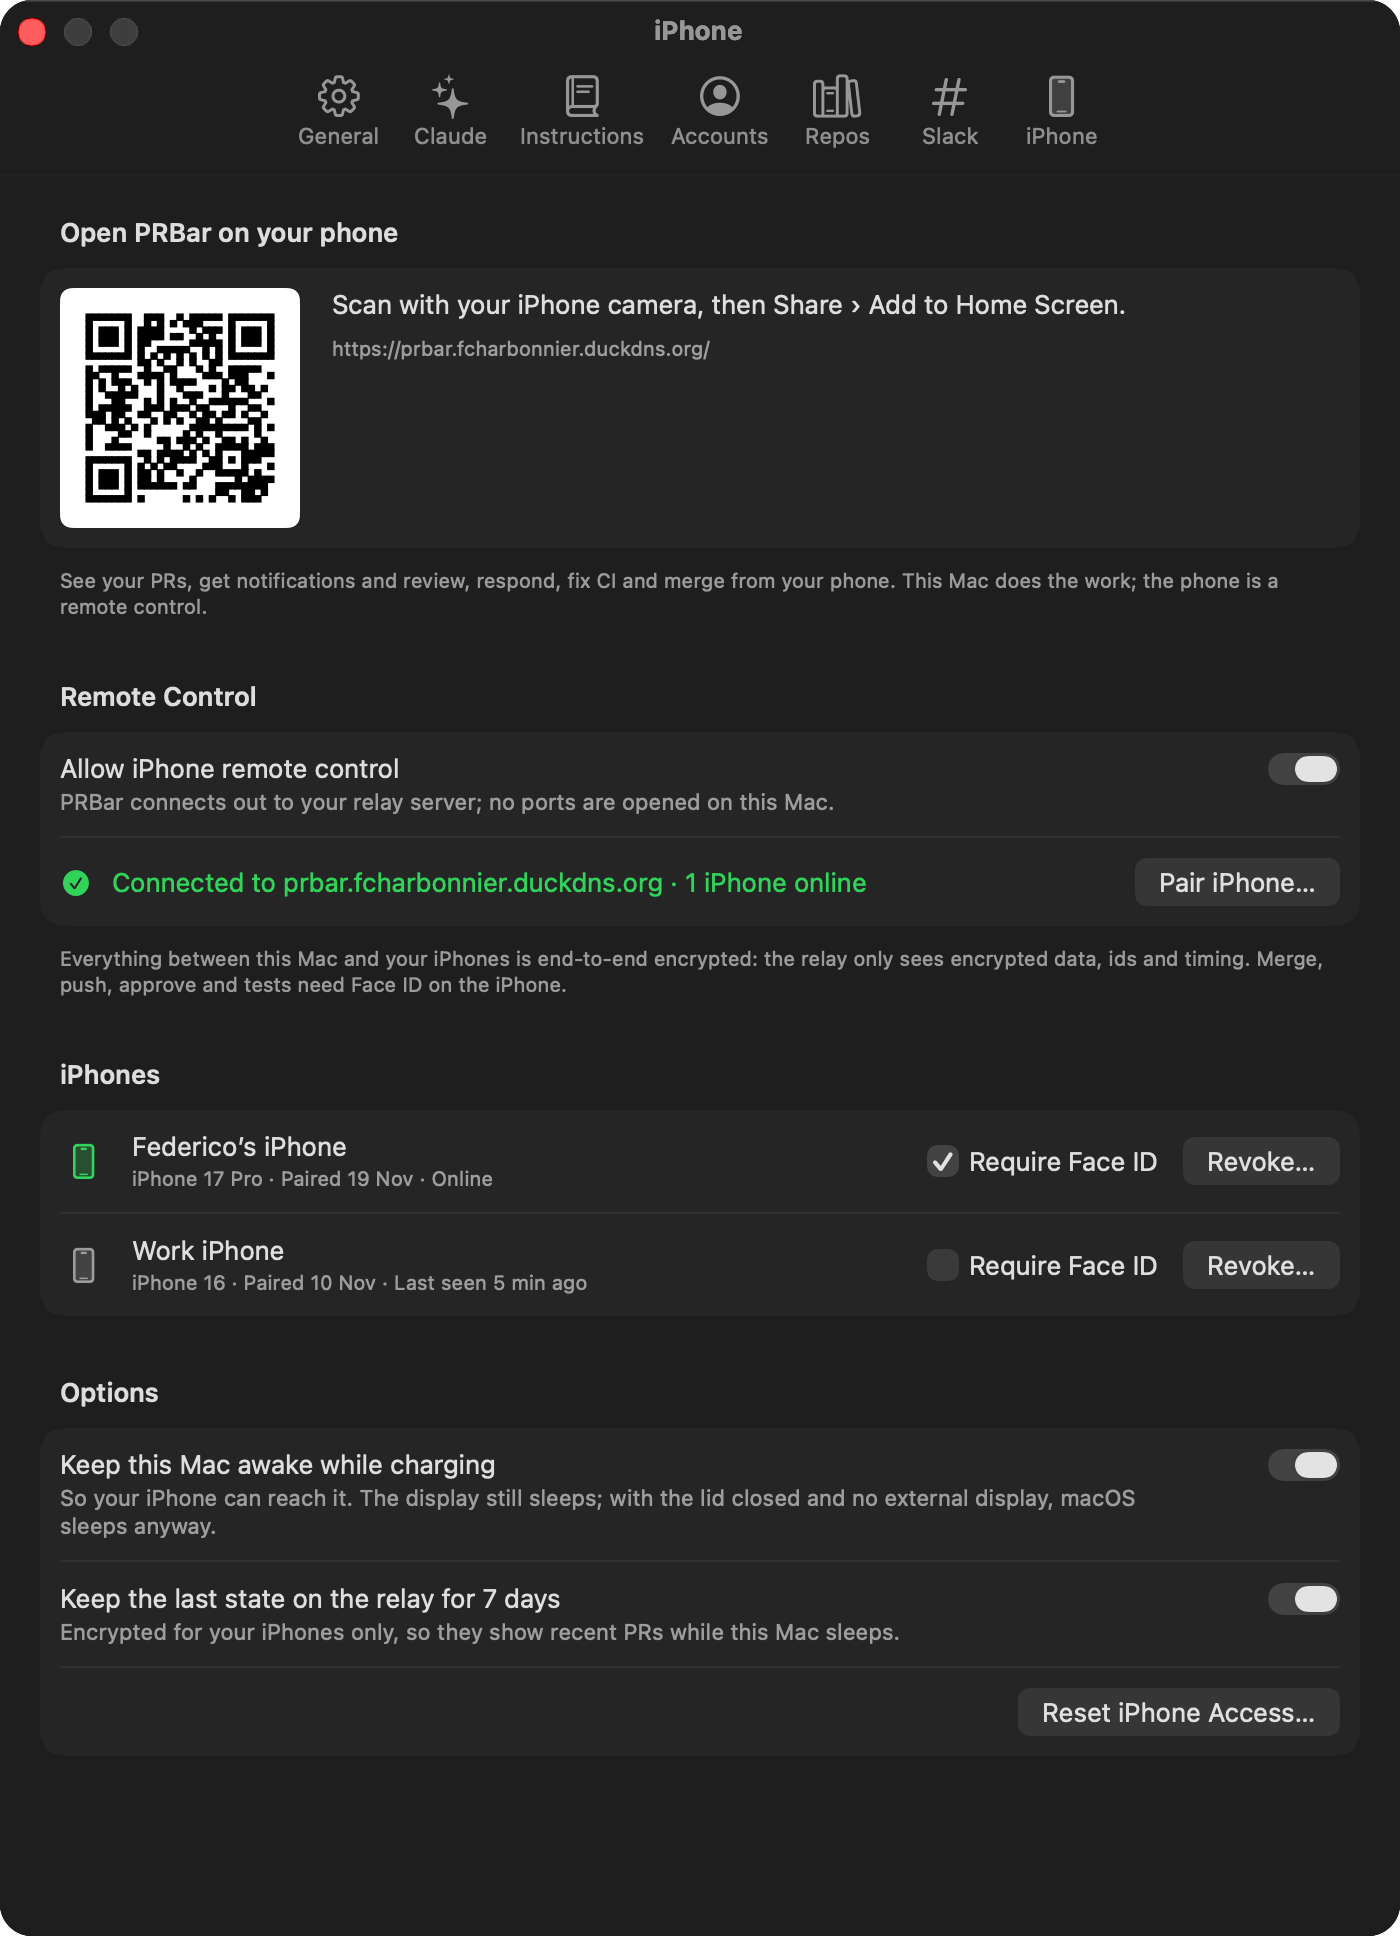 iPhone
General
Claude
Instructions
Accounts
Repos
Slack
iPhone
Open PRBar on your phone
Scan with your iPhone camera, then Share › Add to Home Screen.
https://prbar.fcharbonnier.duckdns.org/
See your PRs, get notifications and review, respond, fix CI and merge from your phone. This Mac does the work; the phone is a
remote control.
Remote Control
Allow iPhone remote control
PRBar connects out to your relay server; no ports are opened on this Mac.
Connected to prbar.fcharbonnier.duckdns.org · 1 iPhone online
Pair iPhone...
Everything between this Mac and your iPhones is end-to-end encrypted: the relay only sees encrypted data, ids and timing. Merge,
push, approve and tests need Face ID on the iPhone.
iPhones
Federico’s iPhone
iPhone 17 Pro · Paired 19 Nov · Online
Require Face ID
Revoke...
Work iPhone
iPhone 16 · Paired 10 Nov · Last seen 5 min ago
Require Face ID
Revoke...
Options
Keep this Mac awake while charging
So your iPhone can reach it. The display still sleeps; with the lid closed and no external display, macOS
sleeps anyway.
Keep the last state on the relay for 7 days
Encrypted for your iPhones only, so they show recent PRs while this Mac sleeps.
Reset iPhone Access...